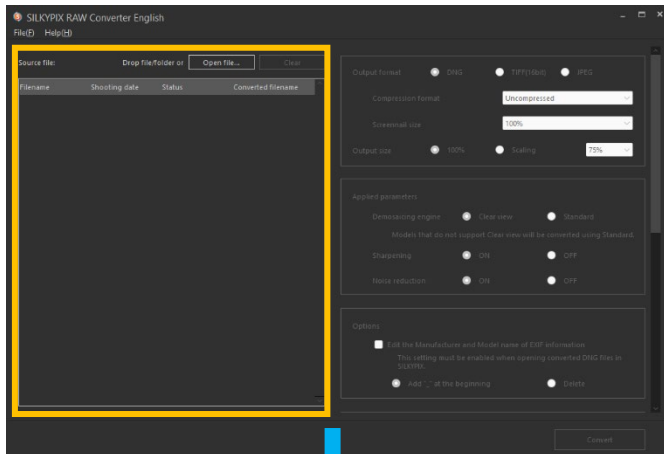 SILKYPIX RAW Converter English
File(F) Help(H)
Source file: Drop file/folder or Open file... Clear
Filename Shooting date Status Converted filename
Output format DNG TIFF(16bit) JPEG
Compression format Uncompressed
Screennail size 100%
Output size 100% Scaling 75%
Applied parameters
Demosaicing engine Clear view Standard
Models that do not support Clear view will be converted using Standard.
Sharpening ON OFF
Noise reduction ON OFF
Options
Edit the Manufacturer and Model name of EXIF information
This setting must be enabled when opening converted DNG files in
SILKYPIX.
Add '_' at the beginning Delete
Convert